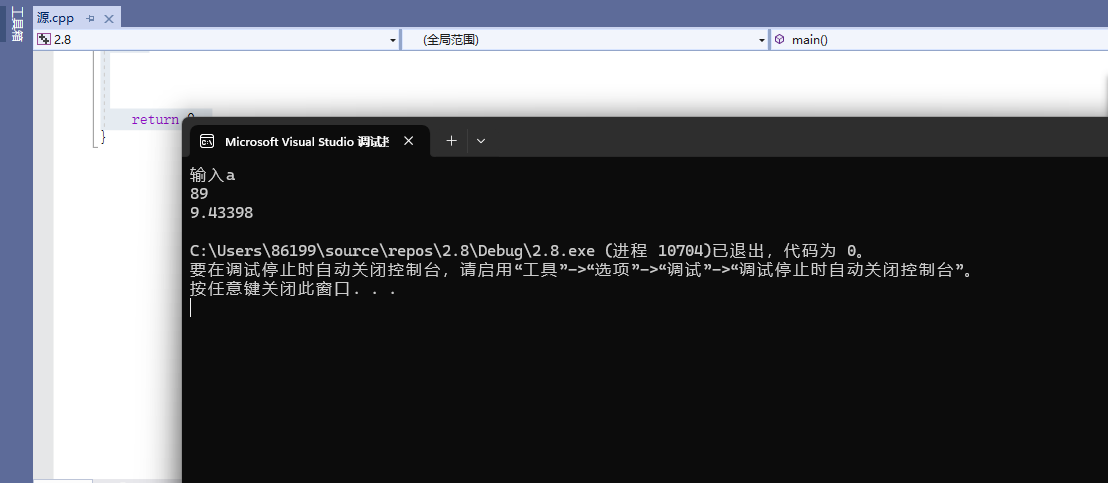 工具箱
源.cpp
2.8
(全局范围)
main()
return 0
}
Microsoft Visual Studio 调试控
输入a
89
9.43398
C:\Users\86199\source\repos\2.8\Debug\2.8.exe (进程 10704)已退出，代码为 0。
要在调试停止时自动关闭控制台，请启用“工具”->“选项”->“调试”->“调试停止时自动关闭控制台”。
按任意键关闭此窗口. . .